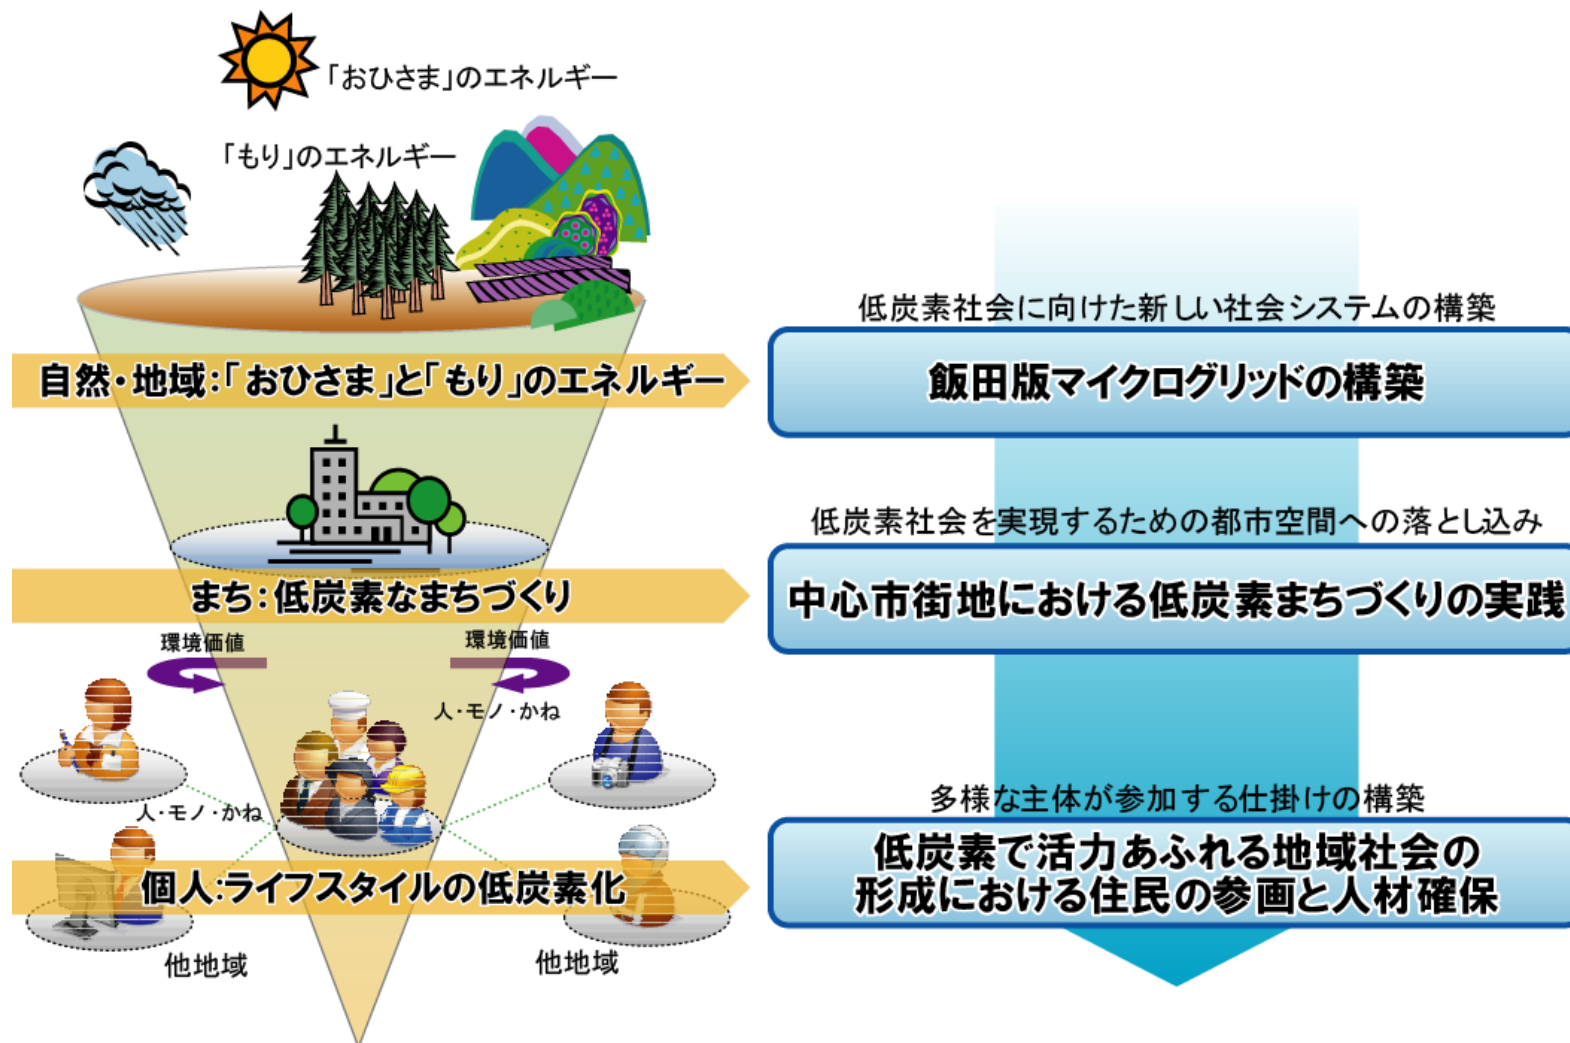 「おひさま」のエネルギー
「もり」のエネルギー
低炭素社会に向けた新しい社会システムの構築
自然・地域:「おひさま」と「もり」のエネルギー
飯田版マイクログリッドの構築
低炭素社会を実現するための都市空間への落とし込み
まち:低炭素なまちづくり
中心市街地における低炭素まちづくりの実践
環境価値
環境価値
人・モノ・かね
人・モノ・かね
多様な主体が参加する仕掛けの構築
個人:ライフスタイルの低炭素化
低炭素で活力あふれる地域社会の
形成における住民の参画と人材確保
他地域
他地域